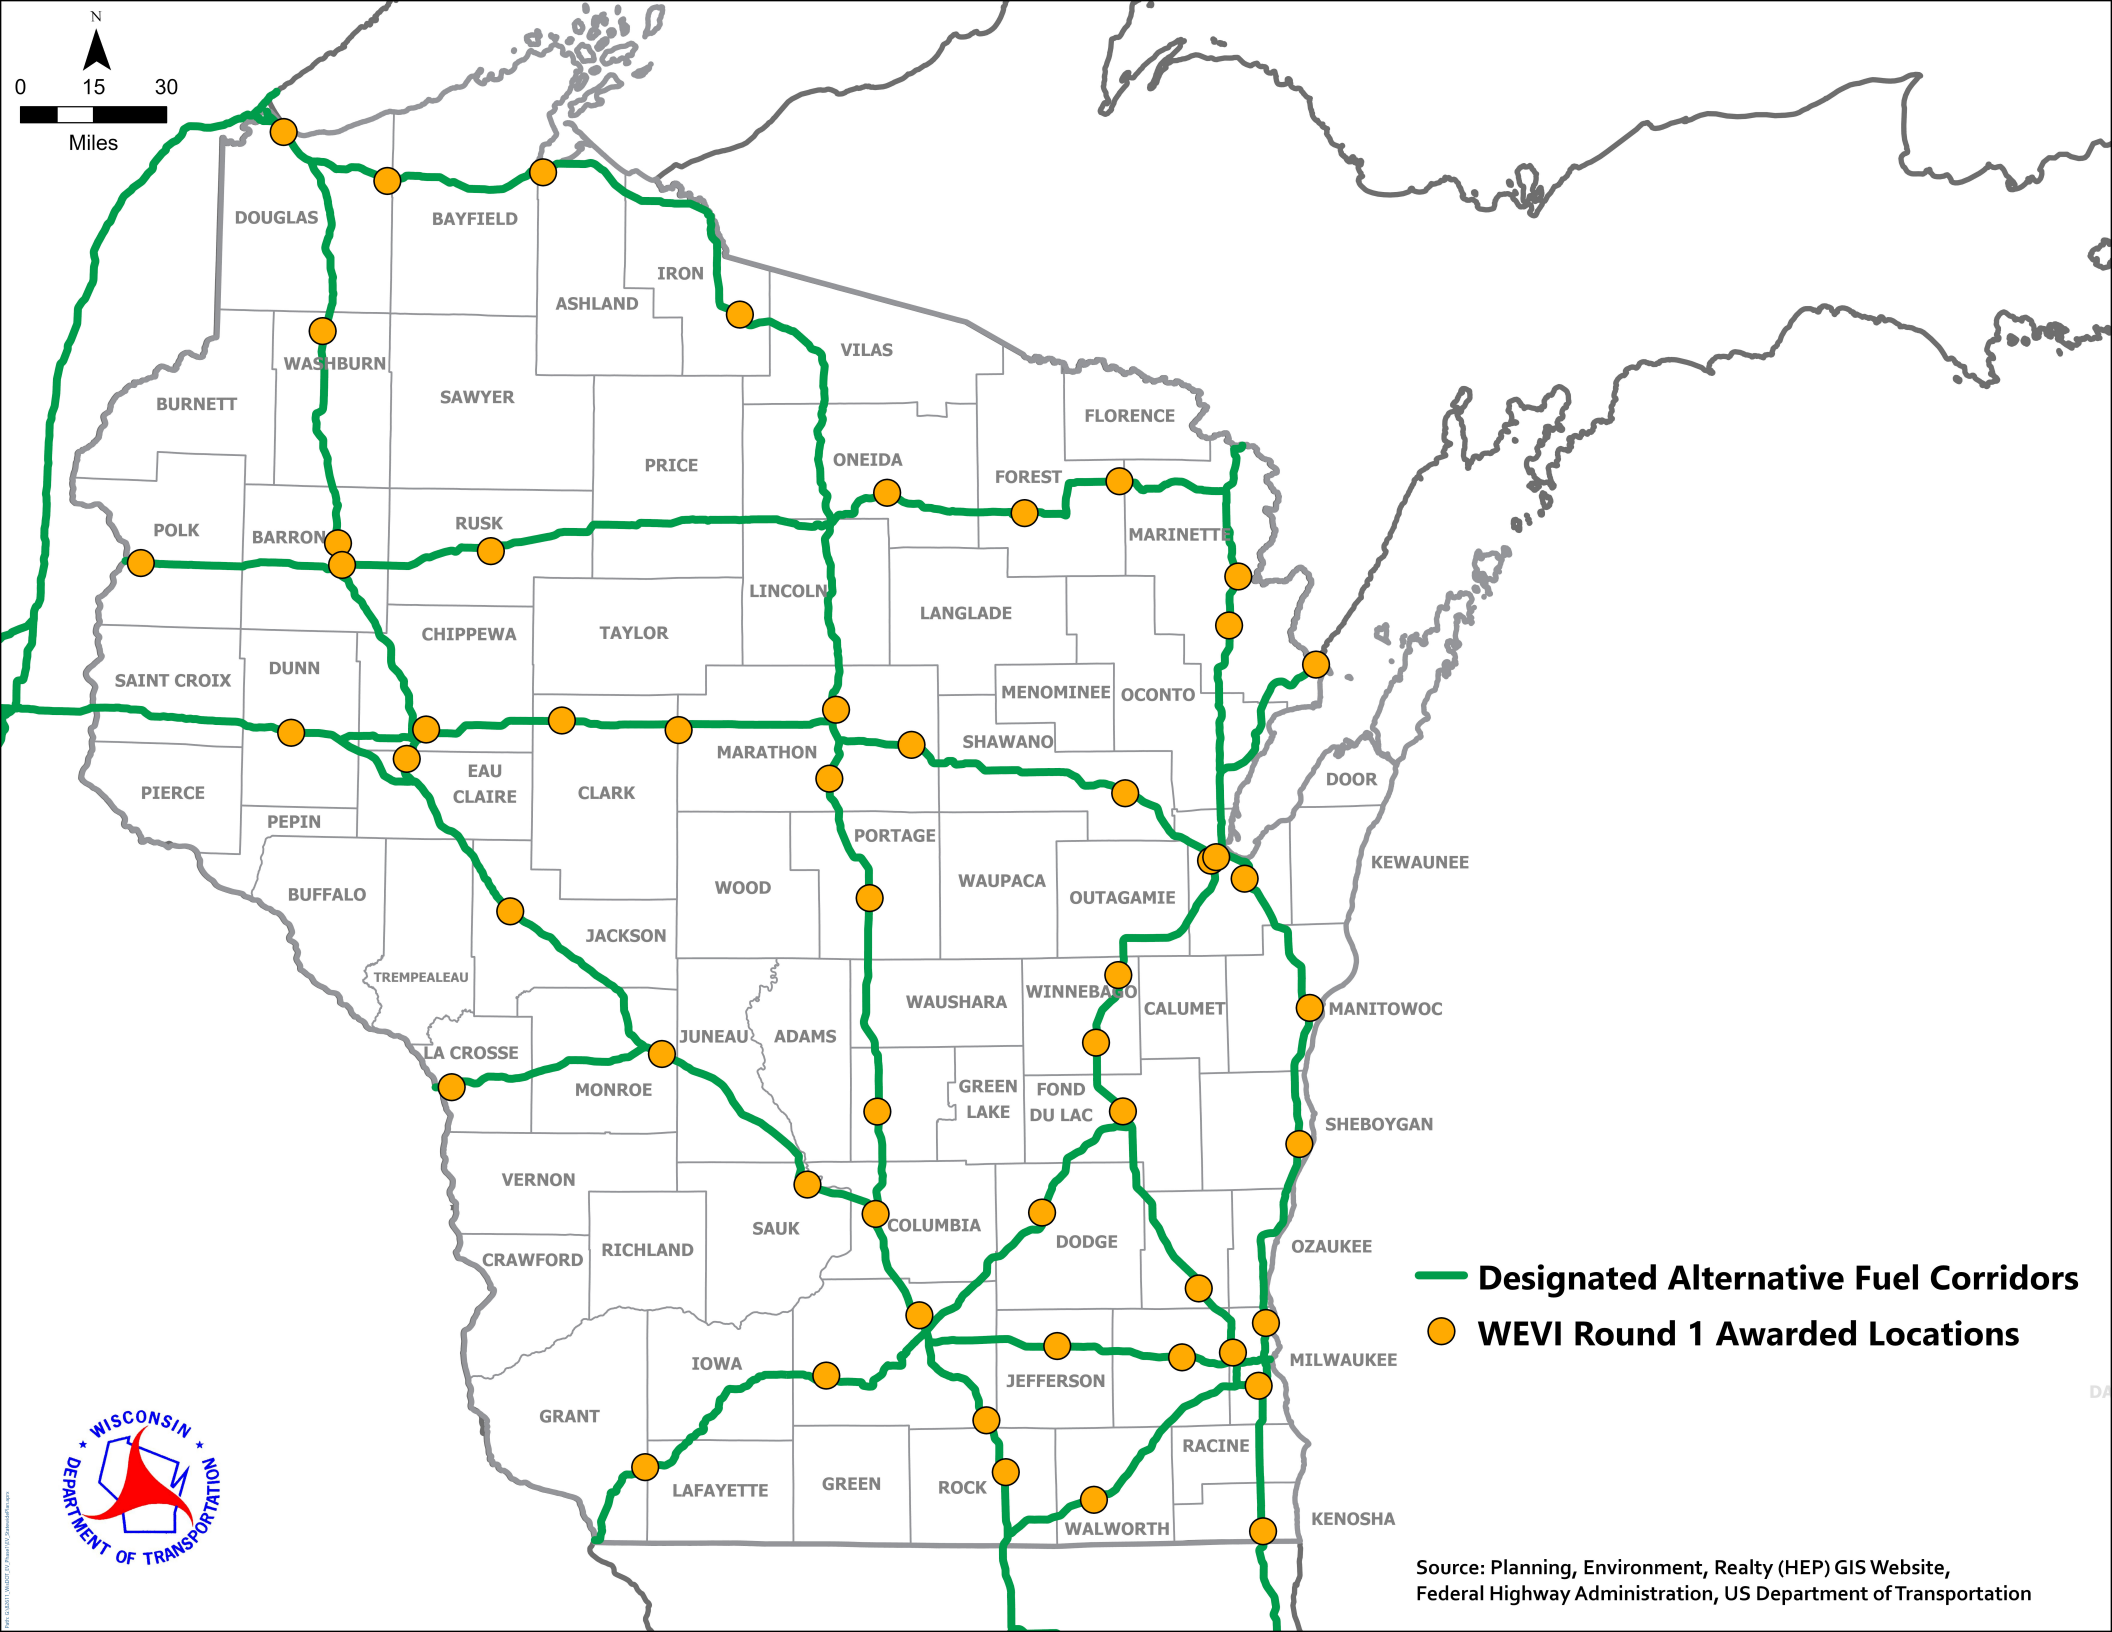 N
0 15 30
Miles
DOUGLAS
BAYFIELD
IRON
ASHLAND
VILAS
WASHBURN
BURNETT
SAWYER
FLORENCE
PRICE
ONEIDA
FOREST
POLK
BARRON
RUSK
MARINETTE
LINCOLN
LANGLADE
CHIPPEWA
TAYLOR
SAINT CROIX
DUNN
MENOMINEE
OCONTO
SHAWANO
MARATHON
EAU
CLAIRE
DOOR
PIERCE
CLARK
PEPIN
PORTAGE
KEWAUNEE
BUFFALO
WOOD
WAUPACA
OUTAGAMIE
JACKSON
TREMPEALEAU
WAUSHARA
WINNEBAGO
CALUMET
MANITOWOC
JUNEAU
ADAMS
LA CROSSE
MONROE
GREEN
LAKE
FOND
DU LAC
SHEBOYGAN
VERNON
SAUK
COLUMBIA
DODGE
OZAUKEE
CRAWFORD
RICHLAND
Designated Alternative Fuel Corridors
WEVI Round 1 Awarded Locations
IOWA
MILWAUKEE
JEFFERSON
DA
GRANT
RACINE
LAFAYETTE
GREEN
ROCK
WALWORTH
KENOSHA
WISCONSIN
DEPARTMENT OF TRANSPORTATION
Source: Planning, Environment, Realty (HEP) GIS Website,
Federal Highway Administration, US Department of Transportation